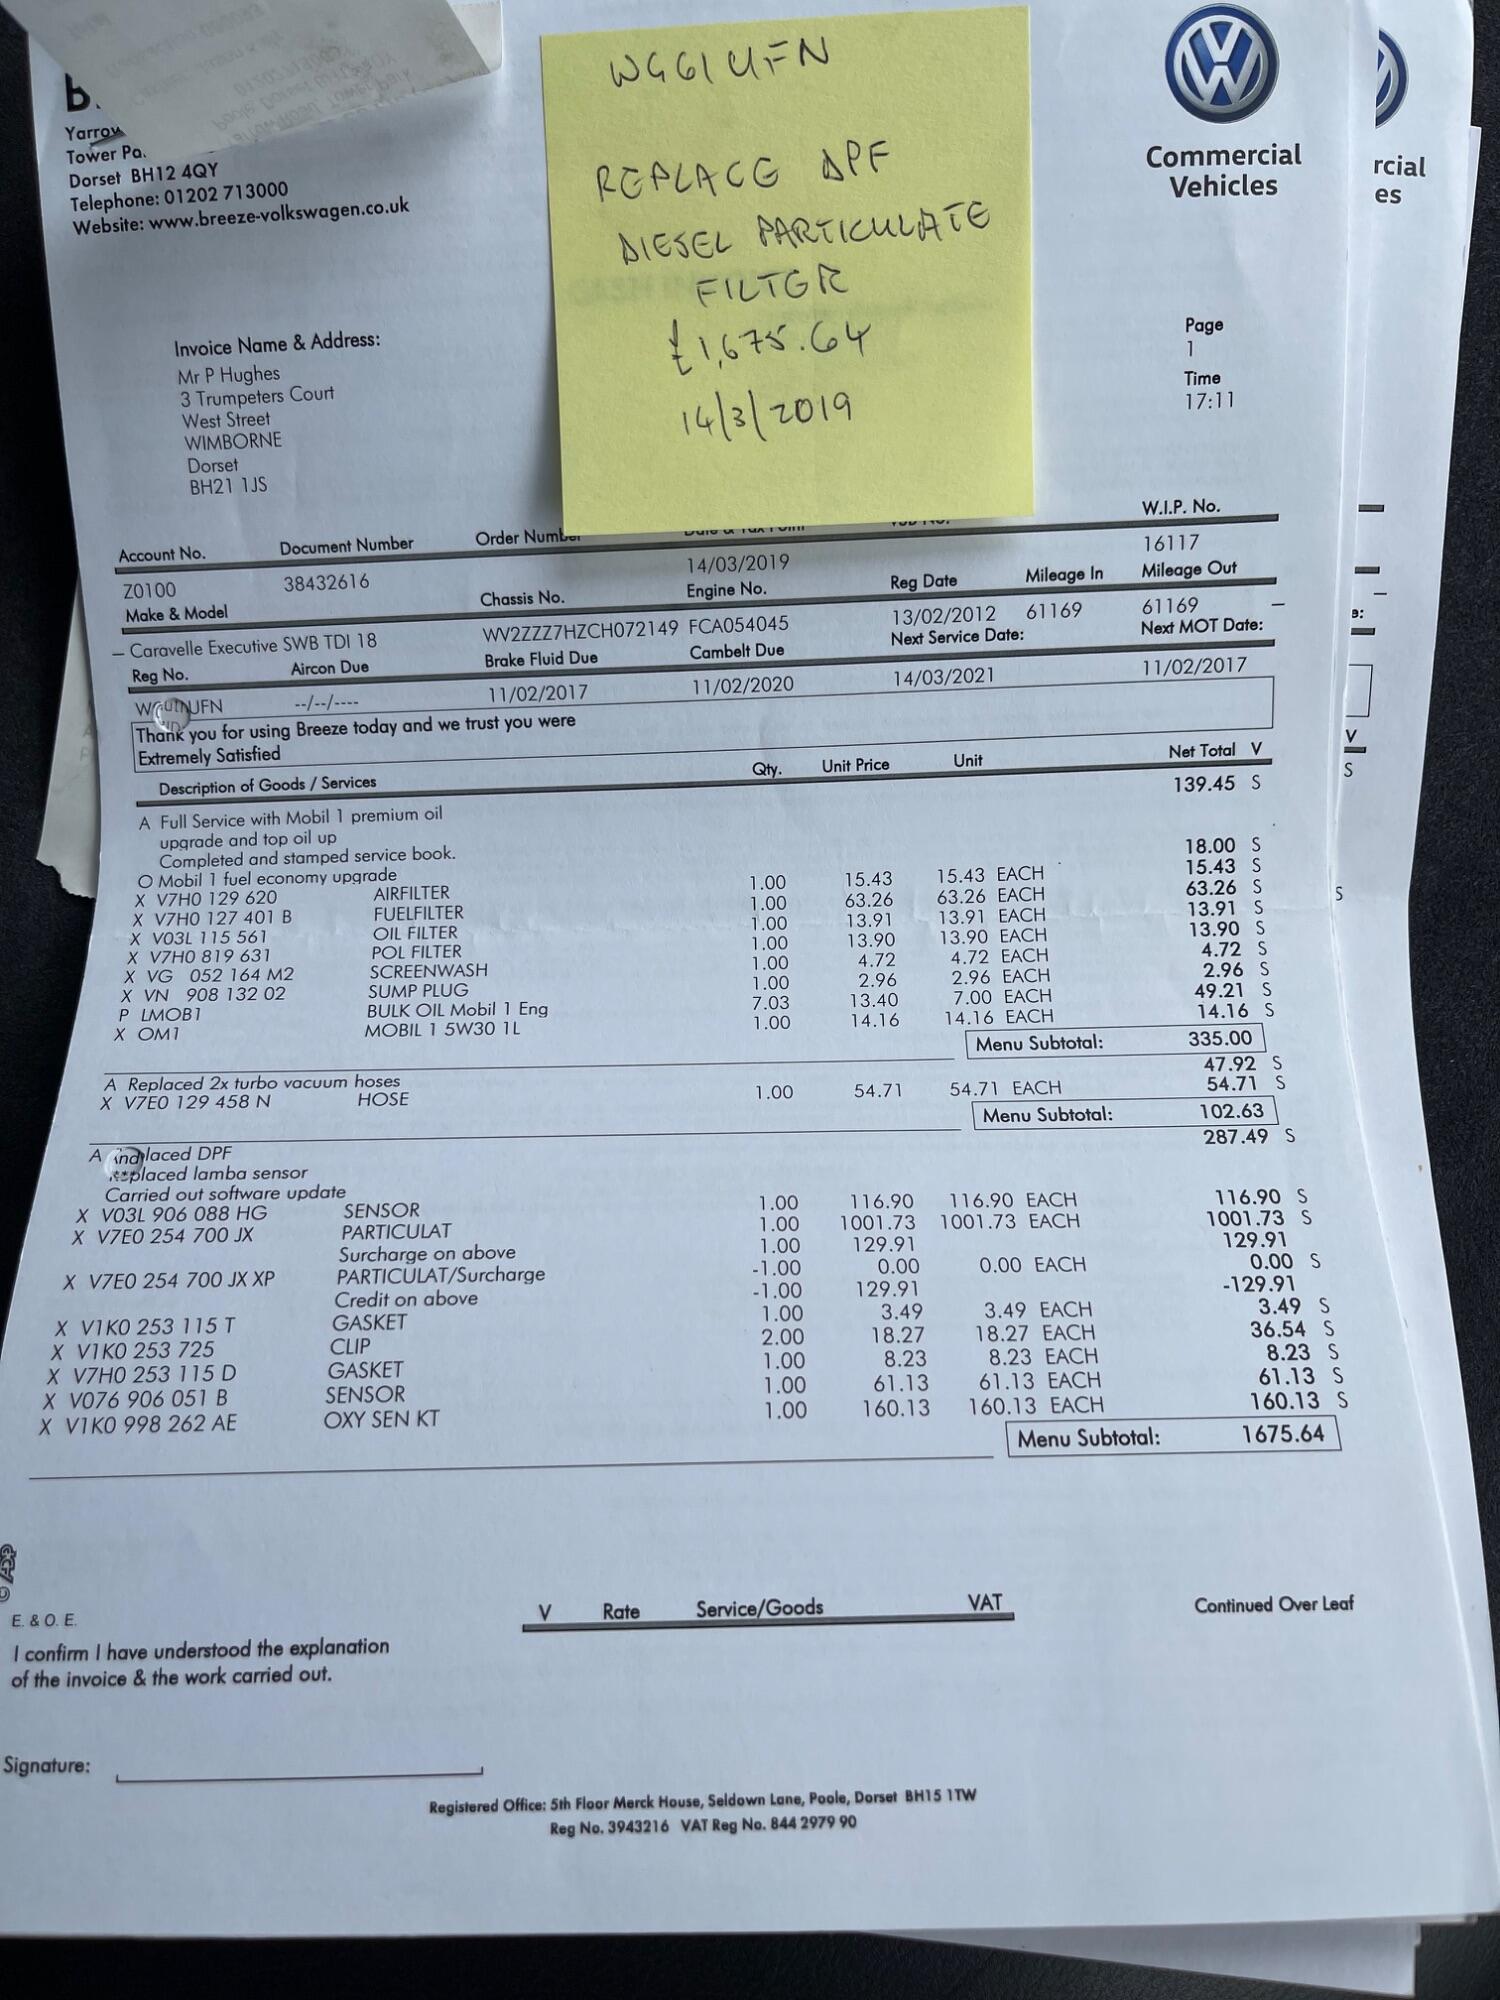 Tower Pa.
Dorset BH12 4QY
Telephone: 01202 713000
Website: www.breeze-volkswagen.co.uk
WG61 UFN
REPLACE DPF
DIESEL PARTICULATE
FILTER
£1,675.64
14/3/2019
Commercial
Vehicles
rcial
es
Invoice Name & Address:
Mr P Hughes
3 Trumpeters Court
West Street
WIMBORNE
Dorset
BH21 1JS
Page
1
Time
17:11
Account No. Document Number Order Number W.I.P. No.
Z0100 38432616 14/03/2019 16117
Make & Model Chassis No. Engine No. Reg Date Mileage In Mileage Out
– Caravelle Executive SWB TDI 18 WV2ZZZ7HZCH072149 FCA054045 13/02/2012 61169 61169 –
Reg No. Aircon Due Brake Fluid Due Cambelt Due Next Service Date: Next MOT Date:
UFN --/--/---- 11/02/2017 11/02/2020 14/03/2021 11/02/2017
Thank you for using Breeze today and we trust you were
Extremely Satisfied
Description of Goods / Services Qty. Unit Price Unit Net Total V
A Full Service with Mobil 1 premium oil 139.45 S
upgrade and top oil up
Completed and stamped service book.
O Mobil 1 fuel economy upgrade 18.00 S
X V7H0 129 620 AIRFILTER 1.00 15.43 15.43 EACH 15.43 S
X V7H0 127 401 B FUELFILTER 1.00 63.26 63.26 EACH 63.26 S
X V03L 115 561 OIL FILTER 1.00 13.91 13.91 EACH 13.91 S
X V7H0 819 631 POL FILTER 1.00 13.90 13.90 EACH 13.90 S
X VG 052 164 M2 SCREENWASH 1.00 4.72 4.72 EACH 4.72 S
X VN 908 132 02 SUMP PLUG 1.00 2.96 2.96 EACH 2.96 S
P LMOB1 BULK OIL Mobil 1 Eng 7.03 13.40 7.00 EACH 49.21 S
X OM1 MOBIL 1 5W30 1L 1.00 14.16 14.16 EACH 14.16 S
Menu Subtotal: 335.00
A Replaced 2x turbo vacuum hoses 47.92 S
X V7E0 129 458 N HOSE 1.00 54.71 54.71 EACH 54.71 S
Menu Subtotal: 102.63
A laced DPF 287.49 S
placed lamba sensor
Carried out software update
X V03L 906 088 HG SENSOR 1.00 116.90 116.90 EACH 116.90 S
X V7E0 254 700 JX PARTICULAT 1.00 1001.73 1001.73 EACH 1001.73 S
Surcharge on above 1.00 129.91 129.91
X V7E0 254 700 JX XP PARTICULAT/Surcharge -1.00 0.00 0.00 EACH 0.00 S
Credit on above -1.00 129.91 -129.91
X V1K0 253 115 T GASKET 1.00 3.49 3.49 EACH 3.49 S
X V1K0 253 725 CLIP 2.00 18.27 18.27 EACH 36.54 S
X V7H0 253 115 D GASKET 1.00 8.23 8.23 EACH 8.23 S
X V076 906 051 B SENSOR 1.00 61.13 61.13 EACH 61.13 S
X V1K0 998 262 AE OXY SEN KT 1.00 160.13 160.13 EACH 160.13 S
Menu Subtotal: 1675.64
© ADP
E. & O. E.
V Rate Service/Goods VAT Continued Over Leaf
I confirm I have understood the explanation
of the invoice & the work carried out.
Signature:
Registered Office: 5th Floor Merck House, Seldown Lane, Poole, Dorset BH15 1TW
Reg No. 3943216 VAT Reg No. 844 2979 90